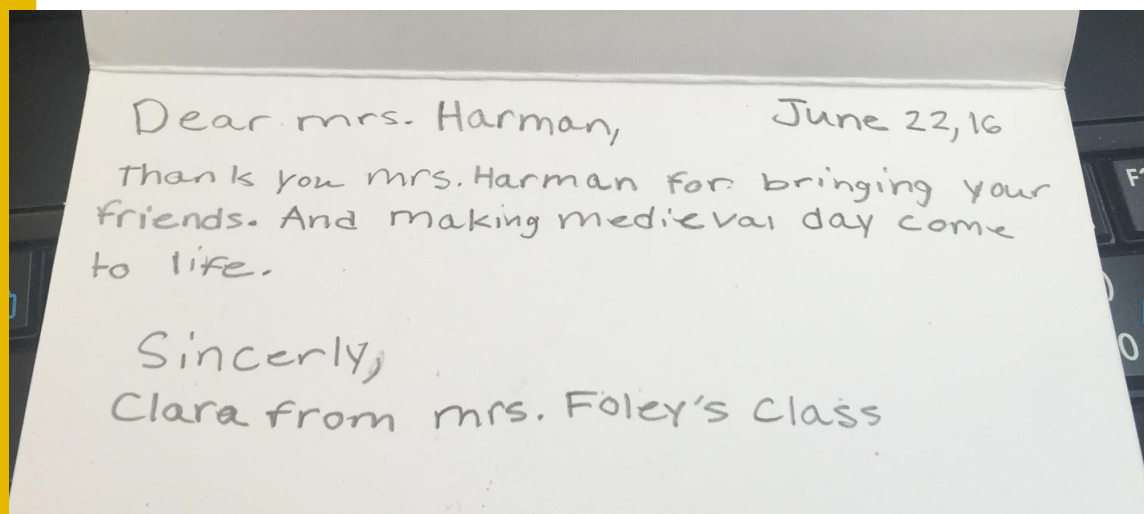 Dear mrs. Harman, June 22, 16
Thank you mrs. Harman for bringing your
friends. And making medieval day come
to life.
Sincerly,
Clara from mrs. Foley's Class